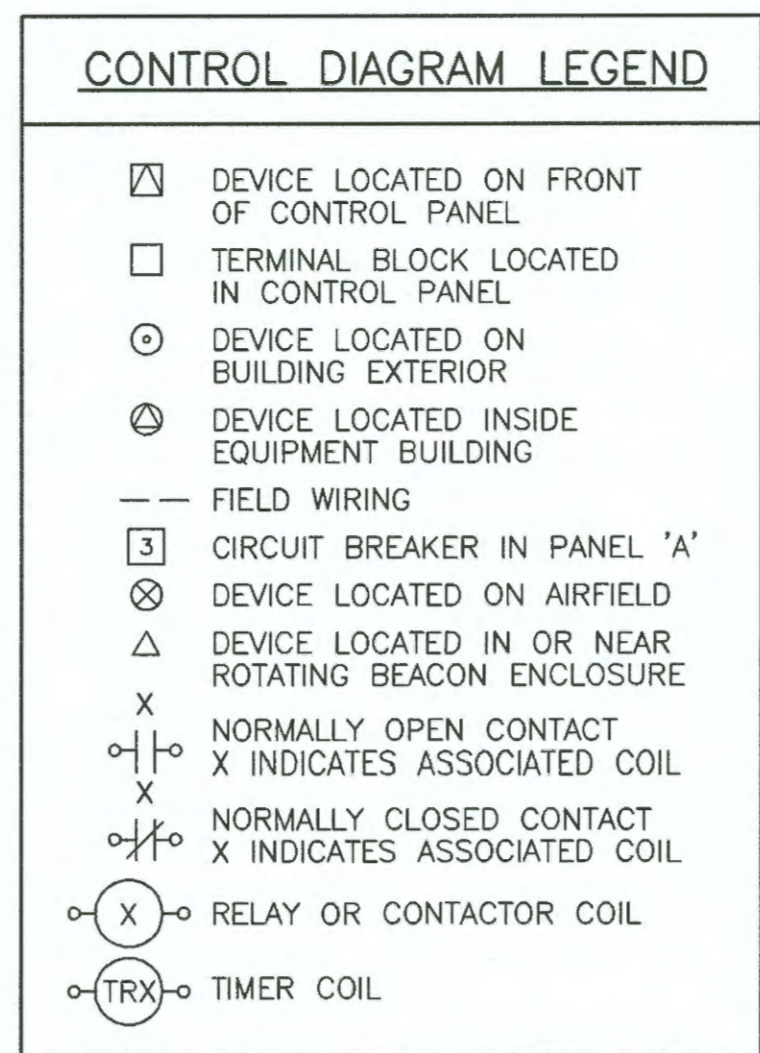 CONTROL DIAGRAM LEGEND
DEVICE LOCATED ON FRONT
OF CONTROL PANEL
TERMINAL BLOCK LOCATED
IN CONTROL PANEL
DEVICE LOCATED ON
BUILDING EXTERIOR
DEVICE LOCATED INSIDE
EQUIPMENT BUILDING
FIELD WIRING
3 CIRCUIT BREAKER IN PANEL 'A'
DEVICE LOCATED ON AIRFIELD
DEVICE LOCATED IN OR NEAR
ROTATING BEACON ENCLOSURE
X
NORMALLY OPEN CONTACT
X INDICATES ASSOCIATED COIL
X
NORMALLY CLOSED CONTACT
X INDICATES ASSOCIATED COIL
X RELAY OR CONTACTOR COIL
TRX TIMER COIL